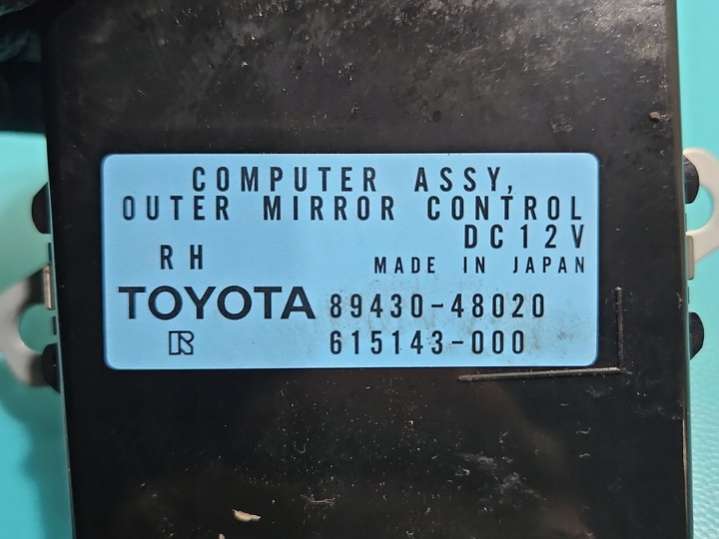 COMPUTER ASSY,
OUTER MIRROR CONTROL
DC12V
RH MADE IN JAPAN
TOYOTA 89430-48020
R 615143-000